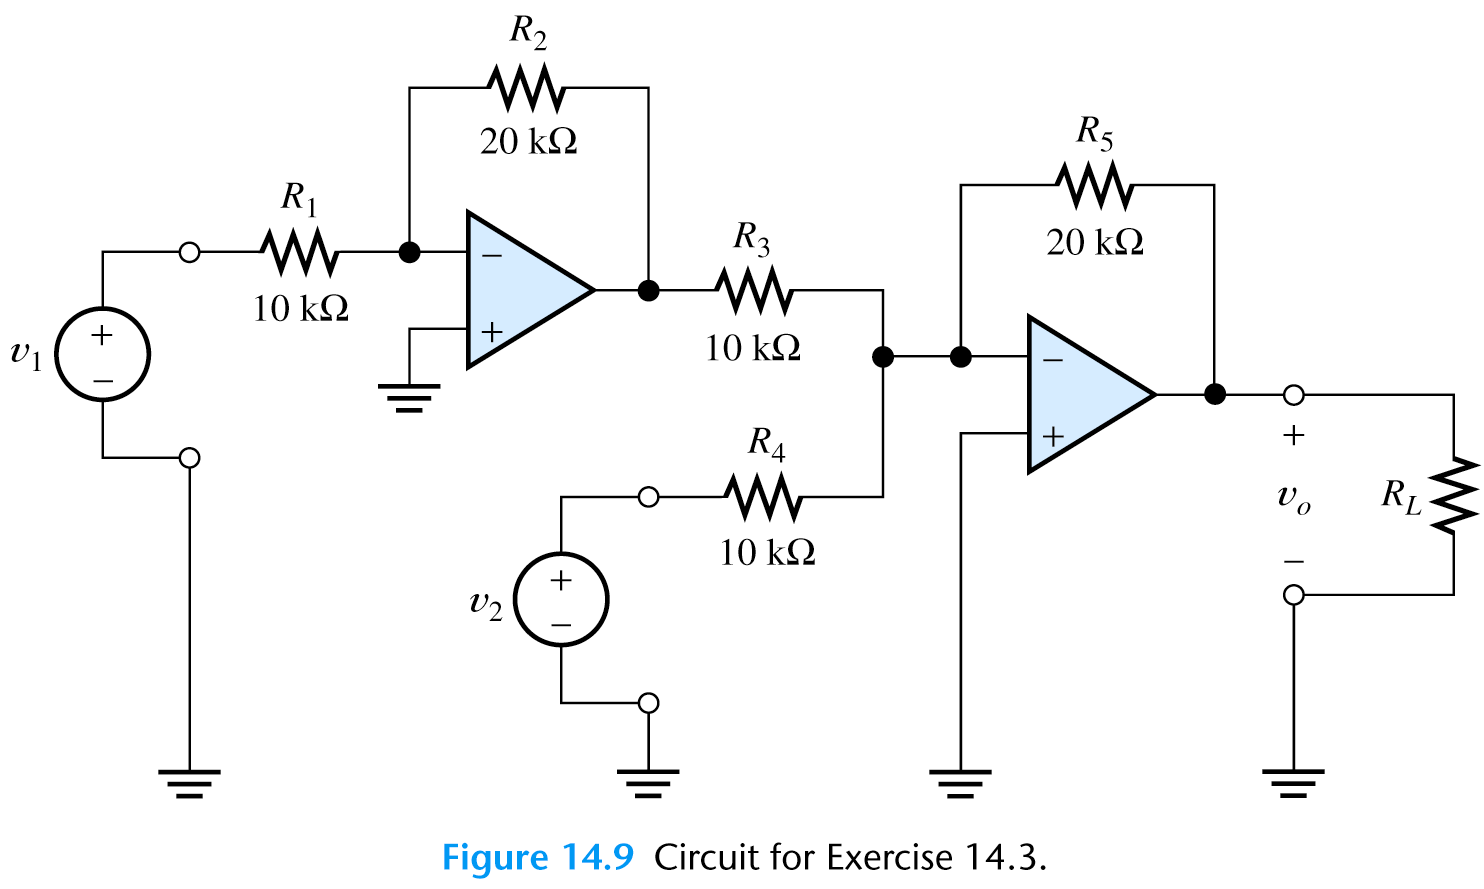 R2
20 kΩ
R5
20 kΩ
R1
10 kΩ
R3
10 kΩ
−
+
v1
+
−
−
+
R4
10 kΩ
v2
+
−
+
vo
−
RL
Figure 14.9 Circuit for Exercise 14.3.